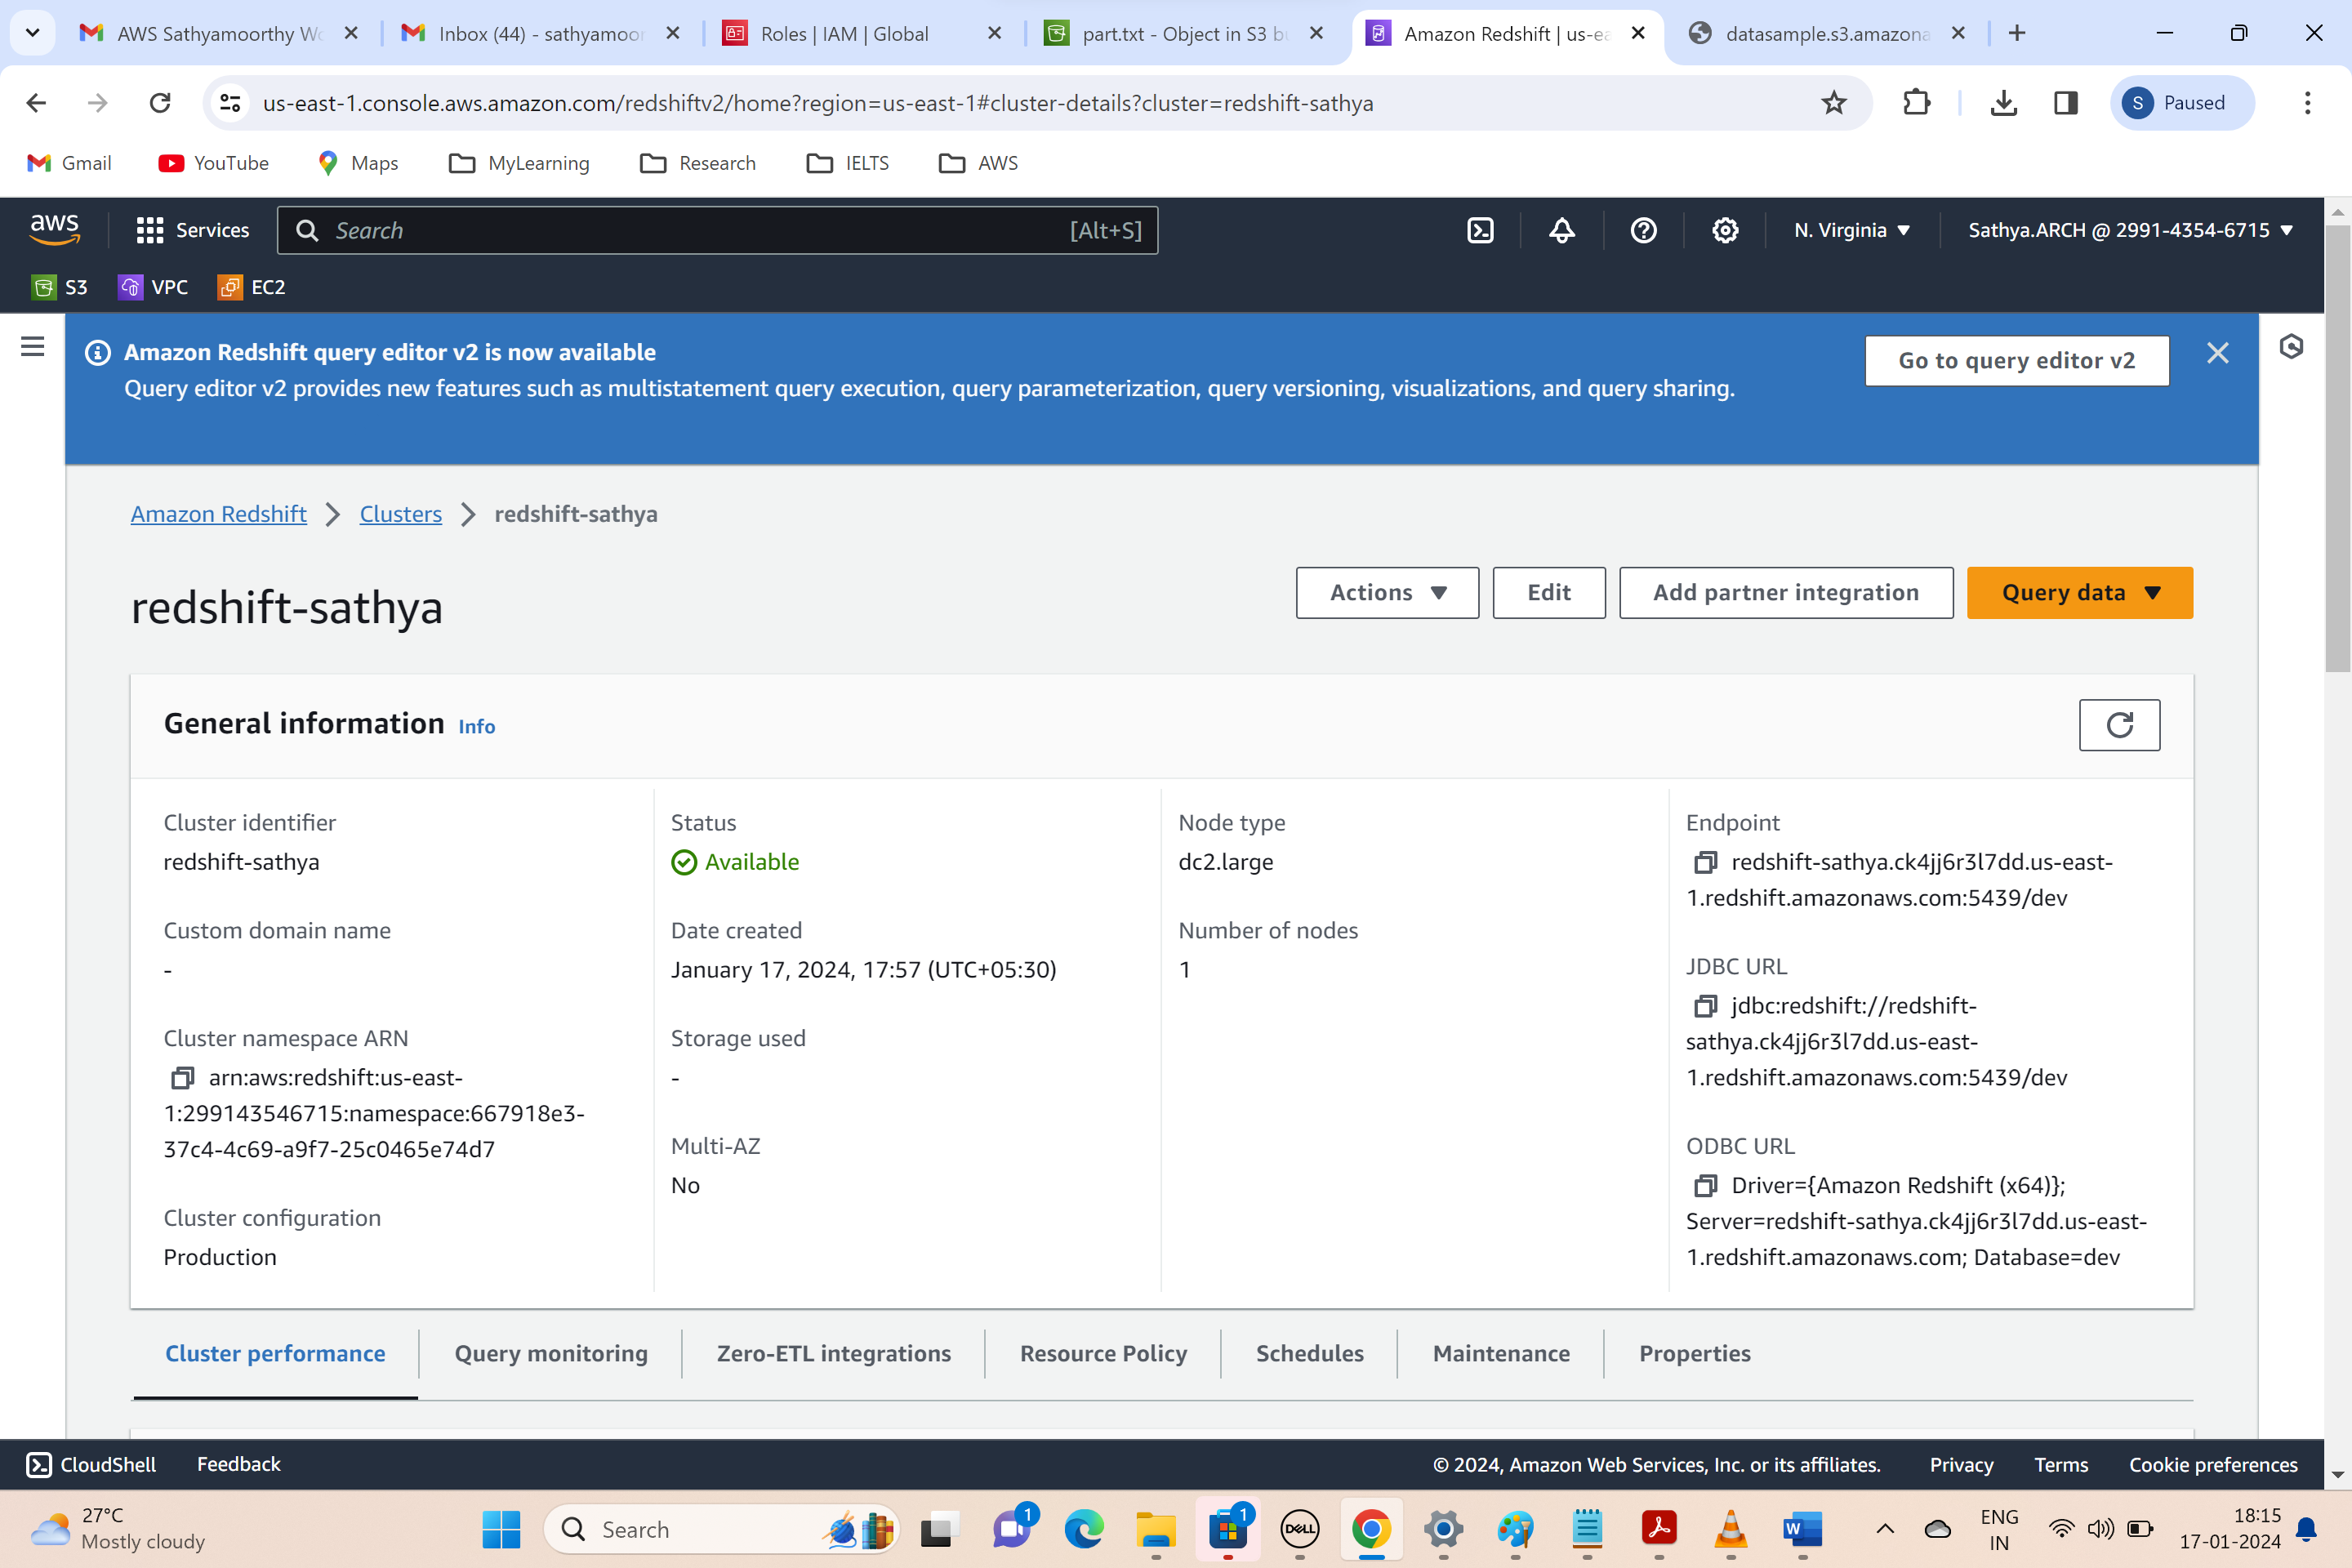 AWS Sathyamoorthy Wo
Inbox (44) - sathyamoor
Roles | IAM | Global
part.txt - Object in S3 bu
Amazon Redshift | us-ea
datasample.s3.amazona
us-east-1.console.aws.amazon.com/redshiftv2/home?region=us-east-1#cluster-details?cluster=redshift-sathya
S Paused
Gmail YouTube Maps MyLearning Research IELTS AWS
aws Services Search [Alt+S] N. Virginia Sathya.ARCH @ 2991-4354-6715
S3 VPC EC2
Amazon Redshift query editor v2 is now available
Query editor v2 provides new features such as multistatement query execution, query parameterization, query versioning, visualizations, and query sharing.
Go to query editor v2
Amazon Redshift Clusters redshift-sathya
redshift-sathya
Actions Edit Add partner integration Query data
General information Info
Cluster identifier
redshift-sathya
Custom domain name
-
Cluster namespace ARN
arn:aws:redshift:us-east-
1:299143546715:namespace:667918e3-
37c4-4c69-a9f7-25c0465e74d7
Cluster configuration
Production
Status
Available
Date created
January 17, 2024, 17:57 (UTC+05:30)
Storage used
-
Multi-AZ
No
Node type
dc2.large
Number of nodes
1
Endpoint
redshift-sathya.ck4jj6r3l7dd.us-east-
1.redshift.amazonaws.com:5439/dev
JDBC URL
jdbc:redshift://redshift-
sathya.ck4jj6r3l7dd.us-east-
1.redshift.amazonaws.com:5439/dev
ODBC URL
Driver={Amazon Redshift (x64)};
Server=redshift-sathya.ck4jj6r3l7dd.us-east-
1.redshift.amazonaws.com; Database=dev
Cluster performance Query monitoring Zero-ETL integrations Resource Policy Schedules Maintenance Properties
CloudShell Feedback © 2024, Amazon Web Services, Inc. or its affiliates. Privacy Terms Cookie preferences
27°C
Mostly cloudy
Search
1
1
DELL
W
ENG
IN
18:15
17-01-2024